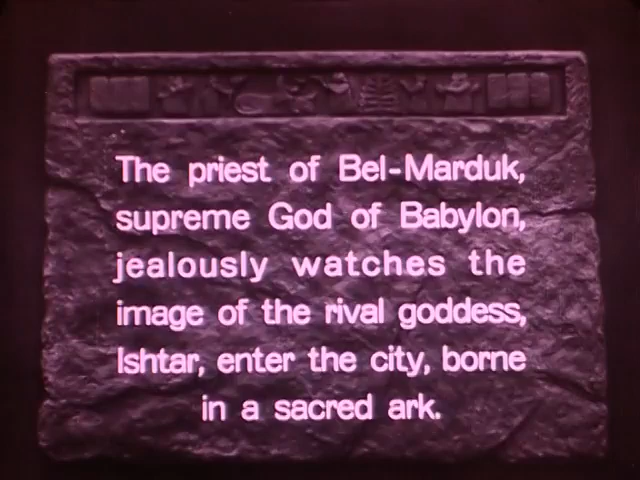 The priest of Bel-Marduk,
supreme God of Babylon,
jealously watches the
image of the rival goddess,
Ishtar, enter the city, borne
in a sacred ark.